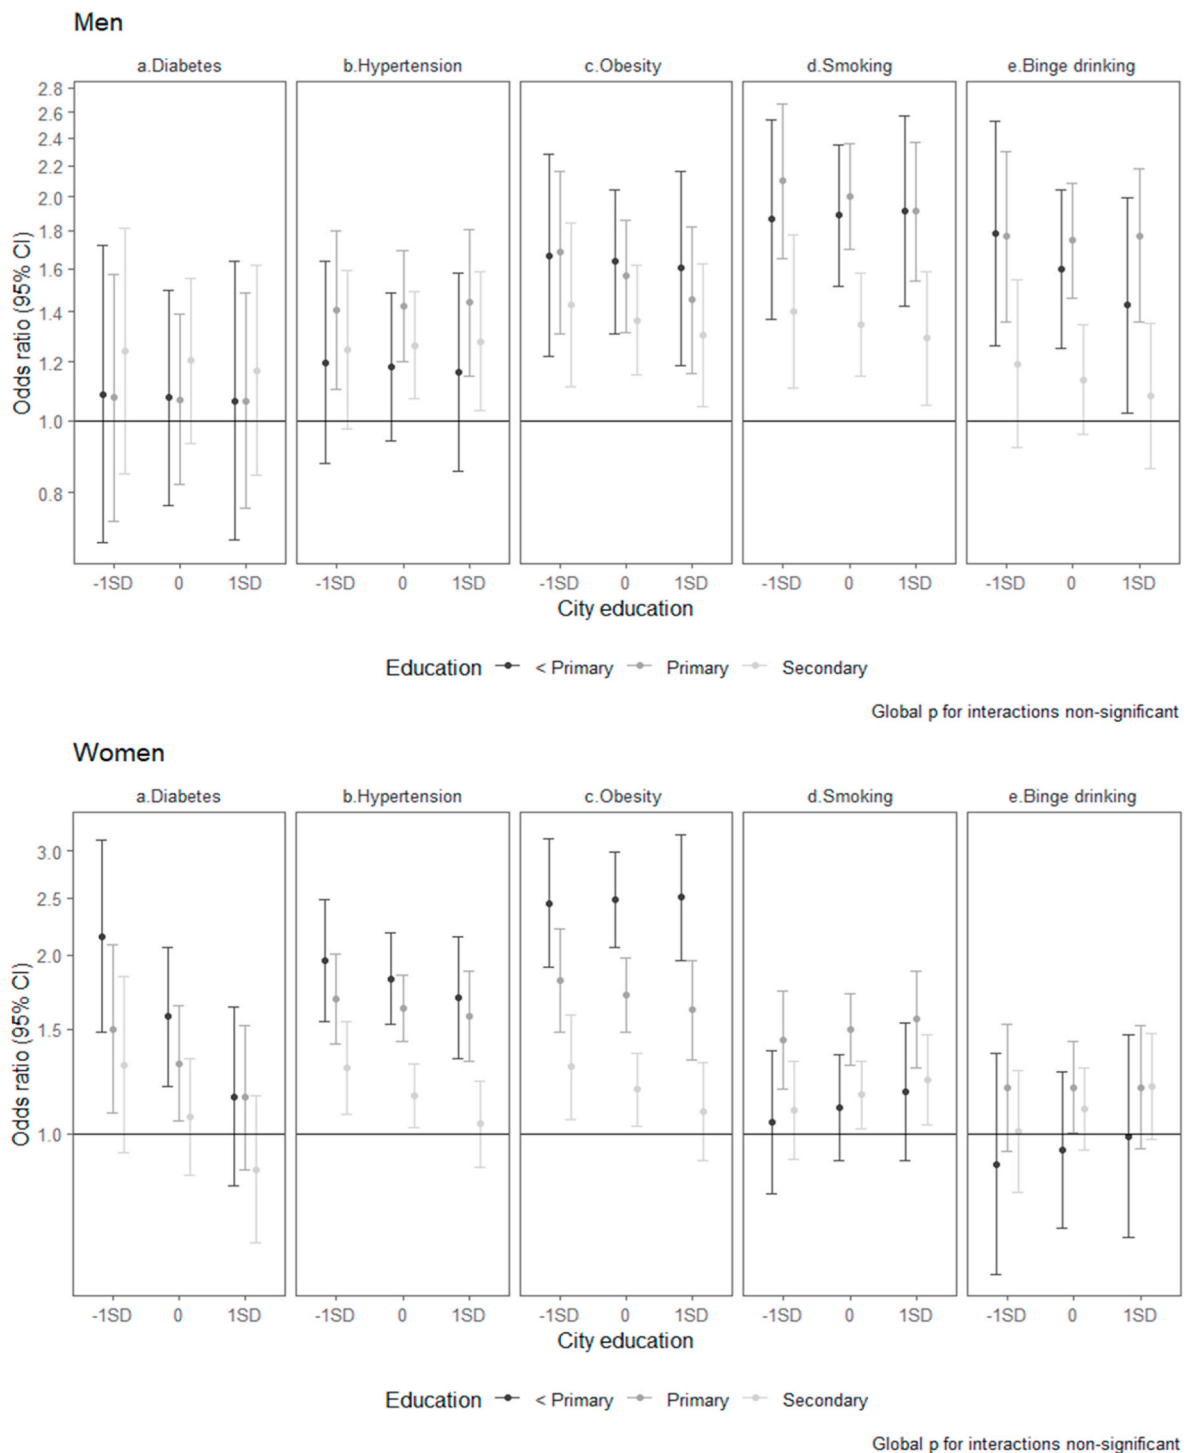 Men
a.Diabetes b.Hypertension c.Obesity d.Smoking e.Binge drinking
Odds ratio (95% CI)
2.8
2.6
2.4
2.2
2.0
1.8
1.6
1.4
1.2
1.0
0.8
-1SD 0 1SD -1SD 0 1SD -1SD 0 1SD -1SD 0 1SD -1SD 0 1SD
City education
Education < Primary Primary Secondary
Global p for interactions non-significant
Women
a.Diabetes b.Hypertension c.Obesity d.Smoking e.Binge drinking
Odds ratio (95% CI)
3.0
2.5
2.0
1.5
1.0
-1SD 0 1SD -1SD 0 1SD -1SD 0 1SD -1SD 0 1SD -1SD 0 1SD
City education
Education < Primary Primary Secondary
Global p for interactions non-significant